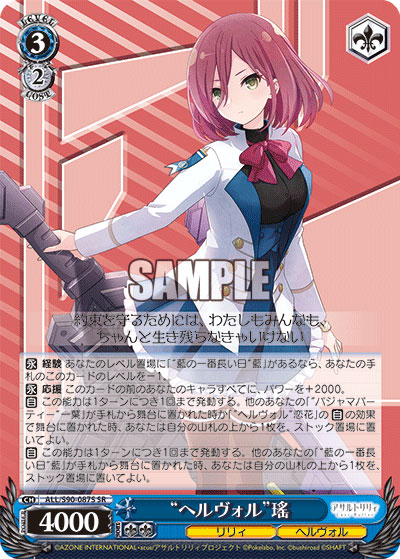 LEVEL
3
2
COST
SAMPLE
約束を守るためには、わたしもみんなも、
ちゃんと生き残らなきゃいけない
永 経験 あなたのレベル置場に「藍の一番長い日”藍」があるなら、あなたの手
札のこのカードのレベルを－1。
永 応援 このカードの前のあなたのキャラすべてに、パワーを＋2000。
自 この能力は1ターンにつき1回まで発動する。他のあなたの「“パジャマパー
ティー”一葉」が手札から舞台に置かれた時か「“ヘルヴォル”恋花」の自の効果
で舞台に置かれた時、あなたは自分の山札の上から1枚を、ストック置場に置
いてよい。
自 この能力は1ターンにつき1回まで発動する。他のあなたの「“藍の一番長い
日”藍」が手札から舞台に置かれた時、あなたは自分の山札の上から1枚を、ス
トック置場に置いてよい。
CH ALL/S90-087S SR
4000
“ヘルヴォル”瑤
アサルトリリィ
リリィ
ヘルヴォル
©AZONE INTERNATIONAL・acus/アサルトリリィプロジェクト ©Pokelabo, Inc. ©bushiroad ©SHAFT